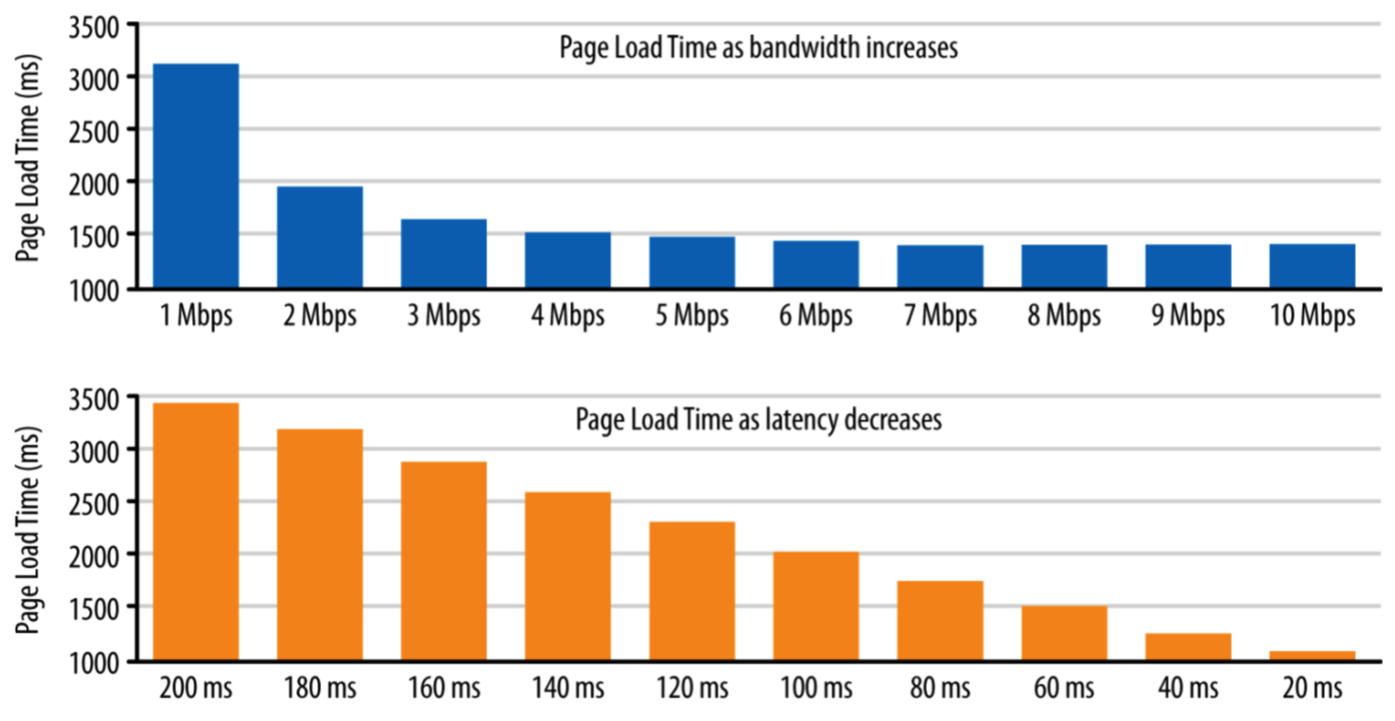 Page Load Time as bandwidth increases
Page Load Time (ms)
3500
3000
2500
2000
1500
1000
1 Mbps 2 Mbps 3 Mbps 4 Mbps 5 Mbps 6 Mbps 7 Mbps 8 Mbps 9 Mbps 10 Mbps
Page Load Time as latency decreases
Page Load Time (ms)
3500
3000
2500
2000
1500
1000
200 ms 180 ms 160 ms 140 ms 120 ms 100 ms 80 ms 60 ms 40 ms 20 ms